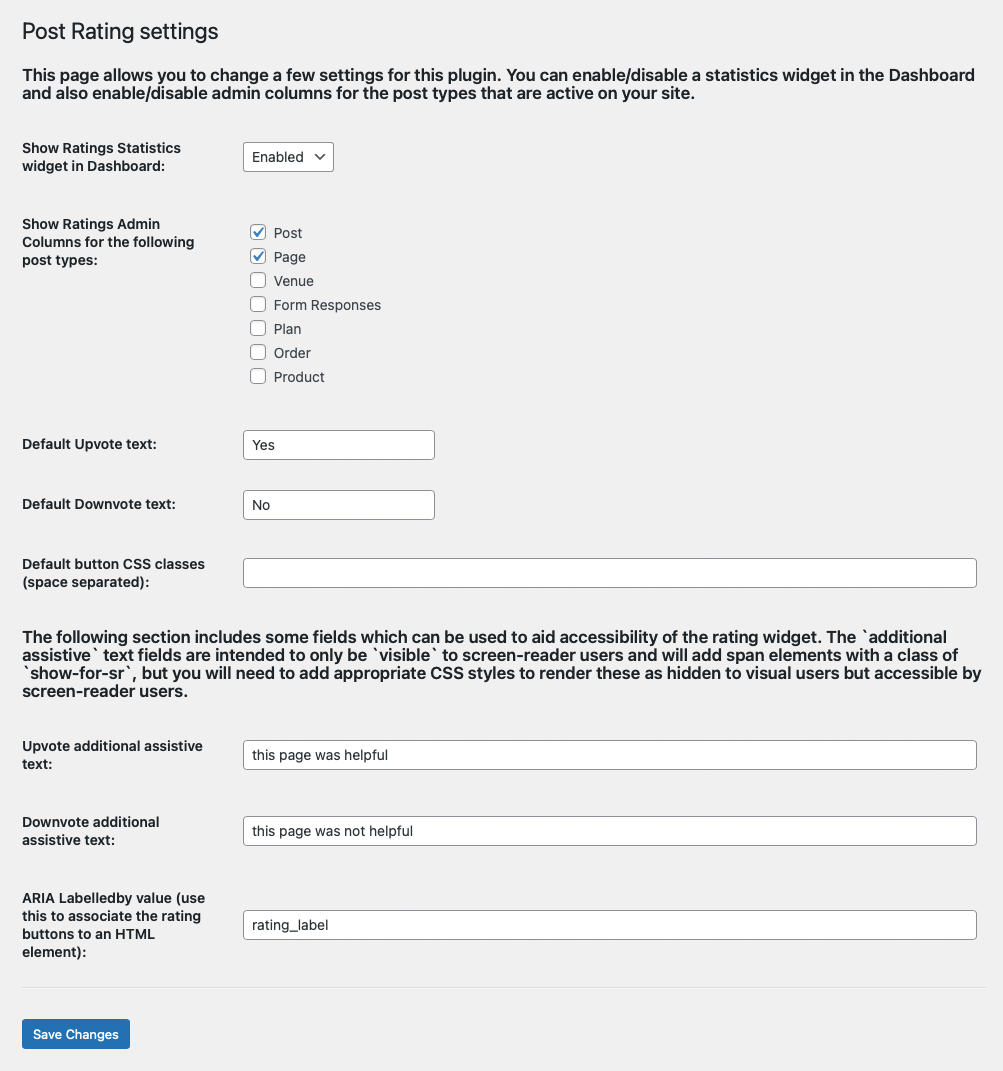 Post Rating settings
This page allows you to change a few settings for this plugin. You can enable/disable a statistics widget in the Dashboard
and also enable/disable admin columns for the post types that are active on your site.
Show Ratings Statistics
widget in Dashboard:
Enabled
Show Ratings Admin
Columns for the following
post types:
Post
Page
Venue
Form Responses
Plan
Order
Product
Default Upvote text:
Yes
Default Downvote text:
No
Default button CSS classes
(space separated):
The following section includes some fields which can be used to aid accessibility of the rating widget. The `additional
assistive` text fields are intended to only be `visible` to screen-reader users and will add span elements with a class of
`show-for-sr`, but you will need to add appropriate CSS styles to render these as hidden to visual users but accessible by
screen-reader users.
Upvote additional assistive
text:
this page was helpful
Downvote additional
assistive text:
this page was not helpful
ARIA Labelledby value (use
this to associate the rating
buttons to an HTML
element):
rating_label
Save Changes